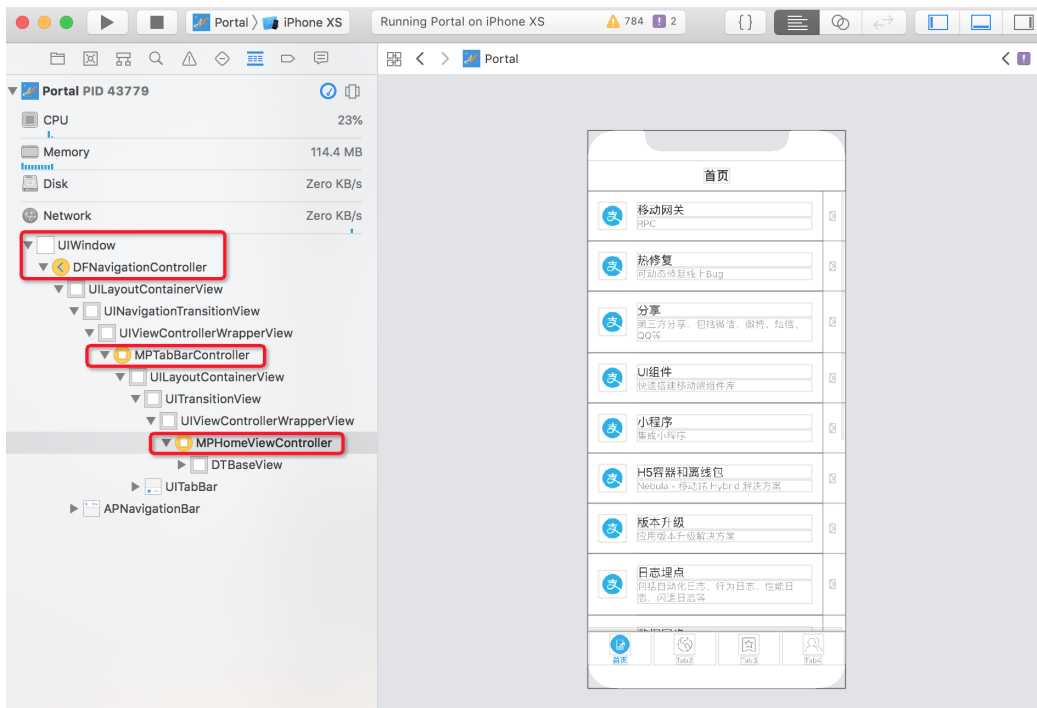 Portal
iPhone XS
Running Portal on iPhone XS
784
2
Portal
Portal PID 43779
CPU
23%
Memory
114.4 MB
Disk
Zero KB/s
Network
Zero KB/s
UIWindow
DFNavigationController
UILayoutContainerView
UINavigationTransitionView
UIViewControllerWrapperView
MPTabBarController
UILayoutContainerView
UITransitionView
UIViewControllerWrapperView
MPHomeViewController
DTBaseView
UITabBar
APNavigationBar
首页
移动网关
RPC
热修复
可动态修复线上Bug
分享
第三方分享，包括微信、微博、短信、
QQ等
UI组件
快速搭建移动端组件库
小程序
集成小程序
H5容器和离线包
Nebula - 移动端 Hybrid 解决方案
版本升级
应用版本升级解决方案
日志埋点
包括自动化日志、行为日志、性能日
志、闪退日志等
首页
Tab2
Tab3
Tab4